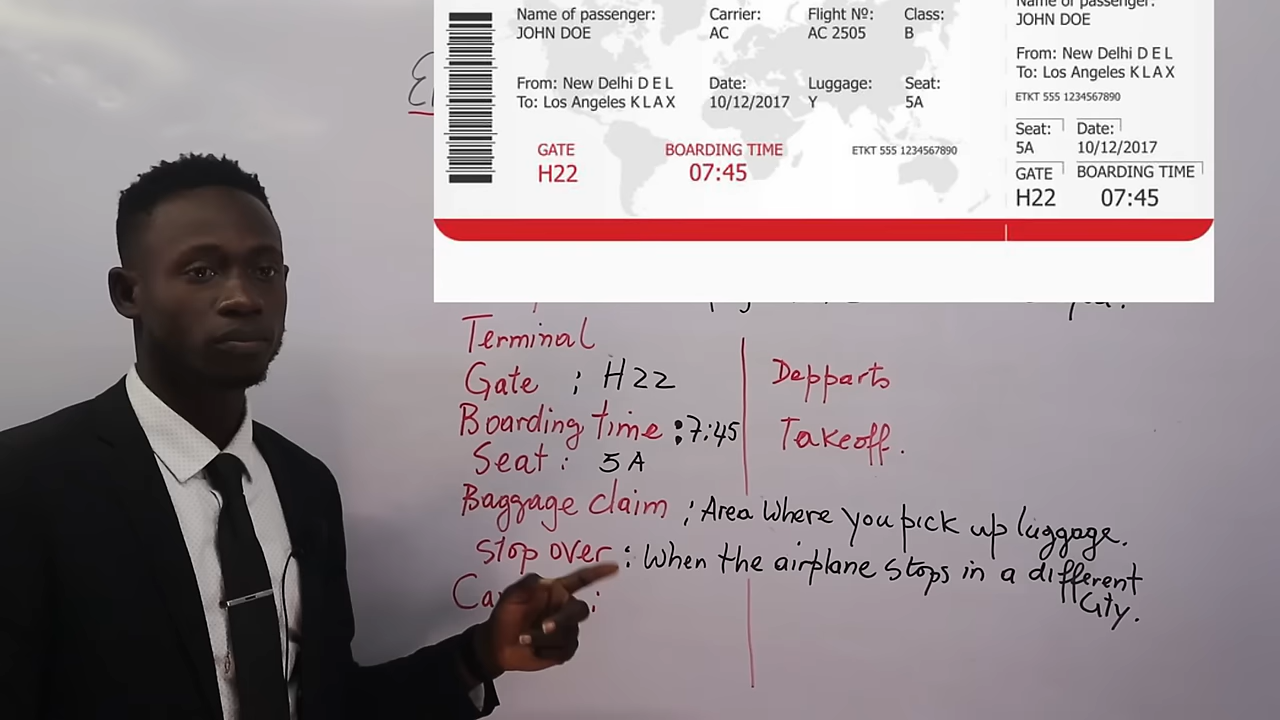 Name of passenger: Carrier: Flight Nº: Class:
JOHN DOE AC AC 2505 B
From: New Delhi D E L Date: Luggage: Seat:
To: Los Angeles K L A X 10/12/2017 Y 5A
GATE BOARDING TIME ETKT 555 1234567890
H22 07:45
Name of passenger:
JOHN DOE
From: New Delhi D E L
To: Los Angeles K L A X
ETKT 555 1234567890
Seat: Date:
5A 10/12/2017
GATE BOARDING TIME
H22 07:45
Terminal
Gate ; H22
Boarding time : 7:45
Seat : 5A
Baggage claim ; Area Where you pick up luggage.
Stop over : When the airplane stops in a different
City.
Depparts
Takeoff.